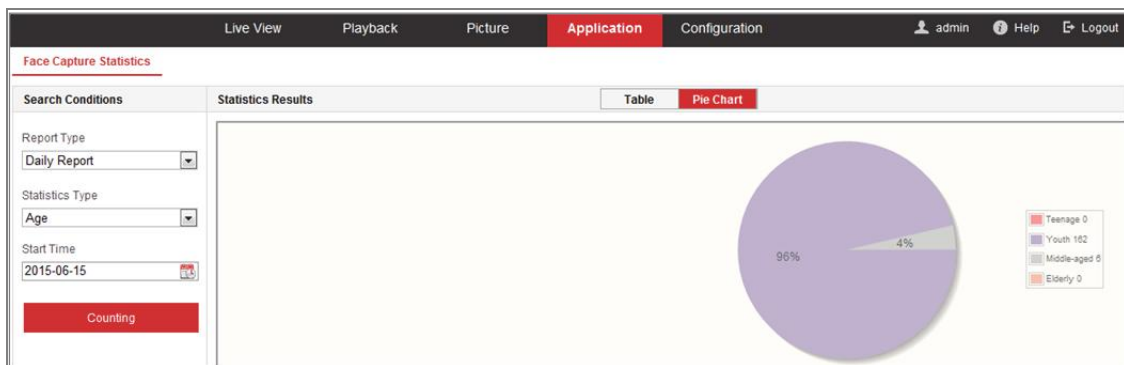 Live View Playback Picture Application Configuration admin Help Logout
Face Capture Statistics
Search Conditions
Statistics Results
Table Pie Chart
Report Type
Daily Report
Statistics Type
Age
Start Time
2015-06-15
Counting
96%
4%
Teenage 0
Youth 162
Middle-aged 6
Elderly 0